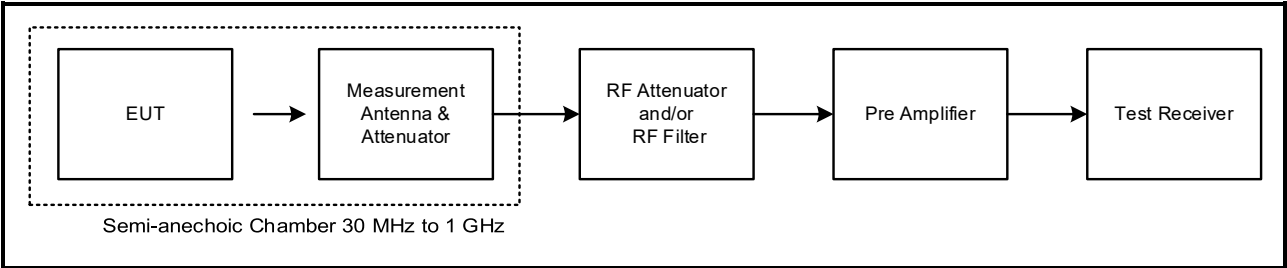 EUT
Measurement
Antenna &
Attenuator
RF Attenuator
and/or
RF Filter
Pre Amplifier
Test Receiver
Semi-anechoic Chamber 30 MHz to 1 GHz